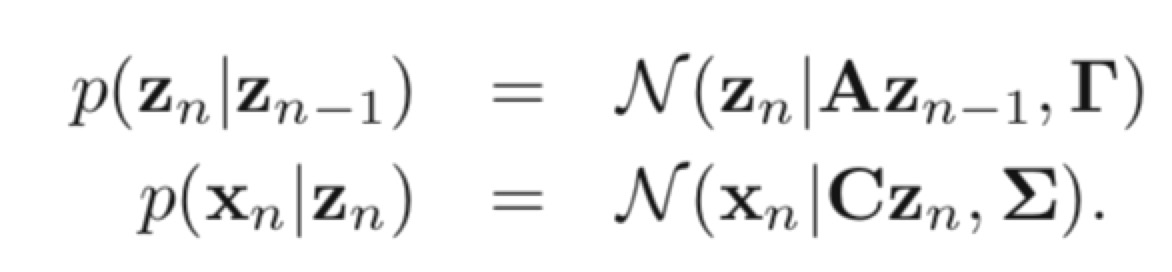 p(𝐳ₙ|𝐳ₙ₋₁) = 𝒩(𝐳ₙ|𝐀𝐳ₙ₋₁, 𝚪)
p(𝐱ₙ|𝐳ₙ) = 𝒩(𝐱ₙ|𝐂𝐳ₙ, 𝚺).